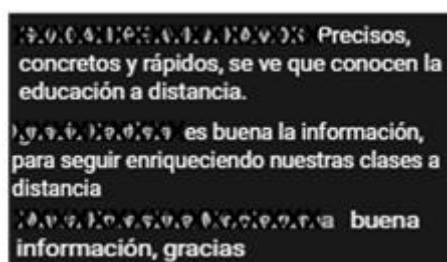 Precisos,
concretos y rápidos, se ve que conocen la
educación a distancia.
es buena la información,
para seguir enriqueciendo nuestras clases a
distancia
buena
información, gracias